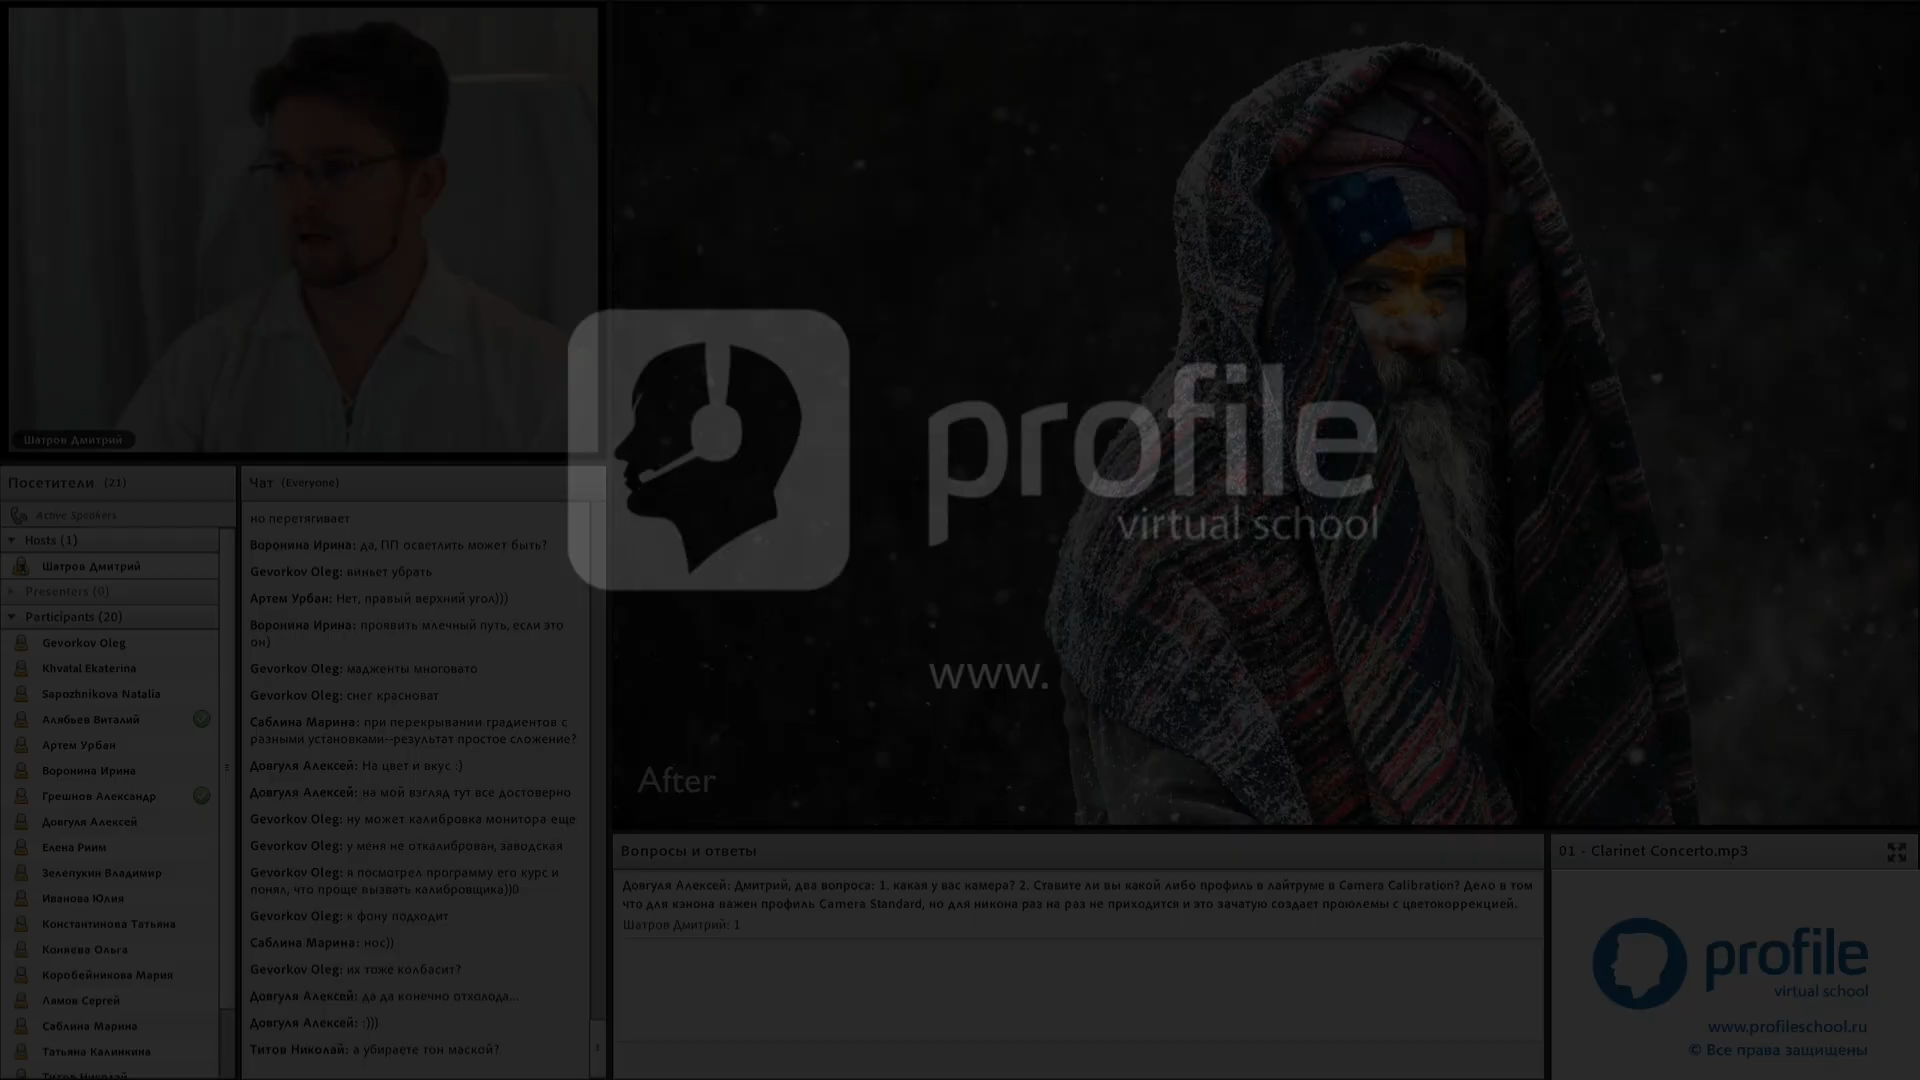 Шатров Дмитрий
Посетители (21)
Active Speakers
Hosts (1)
Шатров Дмитрий
Presenters (0)
Participants (20)
Gevorkov Oleg
Khvatal Ekaterina
Sapozhnikova Natalia
Алябьев Виталий
Артем Урбан
Воронина Ирина
Грешнов Александр
Довгуля Алексей
Елена Риим
Зелепукин Владимир
Иванова Юлия
Константинова Татьяна
Коняева Ольга
Коробейникова Мария
Лямов Сергей
Саблина Марина
Татьяна Калинкина
Титов Николай
Чат (Everyone)
но перетягивает
Воронина Ирина: да, ПП осветлить может быть?
Gevorkov Oleg: виньет убрать
Артем Урбан: Нет, правый верхний угол)))
Воронина Ирина: проявить млечный путь, если это
он)
Gevorkov Oleg: мадженты многовато
Gevorkov Oleg: снег красноват
Саблина Марина: при перекрывании градиентов с
разными установками--результат простое сложение?
Довгуля Алексей: На цвет и вкус :)
Довгуля Алексей: на мой взгляд тут все достоверно
Gevorkov Oleg: ну может калибровка монитора еще
Gevorkov Oleg: у меня не откалиброван, заводская
Gevorkov Oleg: я посмотрел программу его курс и
понял, что проще вызвать калибровщика))0
Gevorkov Oleg: к фону подходит
Саблина Марина: нос))
Gevorkov Oleg: их тоже колбасит?
Довгуля Алексей: да да конечно отхолода...
Довгуля Алексей: :)))
Титов Николай: а убираете тон маской?
profile
virtual school
www.
After
Вопросы и ответы
Довгуля Алексей: Дмитрий, два вопроса: 1. какая у вас камера? 2. Ставите ли вы какой либо профиль в лайтруме в Camera Calibration? Дело в том
что для кэнона важен профиль Camera Standard, но для никона раз на раз не приходится и это зачатую создает проюлемы с цветокоррекцией.
Шатров Дмитрий: 1
01 - Clarinet Concerto.mp3
profile
virtual school
www.profileschool.ru
© Все права защищены